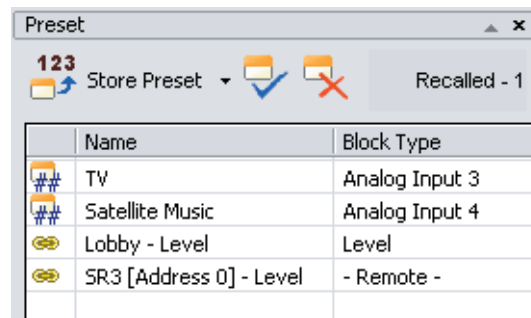 Preset
123
Store Preset
Recalled - 1
Name Block Type
## TV Analog Input 3
## Satellite Music Analog Input 4
Lobby - Level Level
SR3 [Address 0] - Level - Remote -